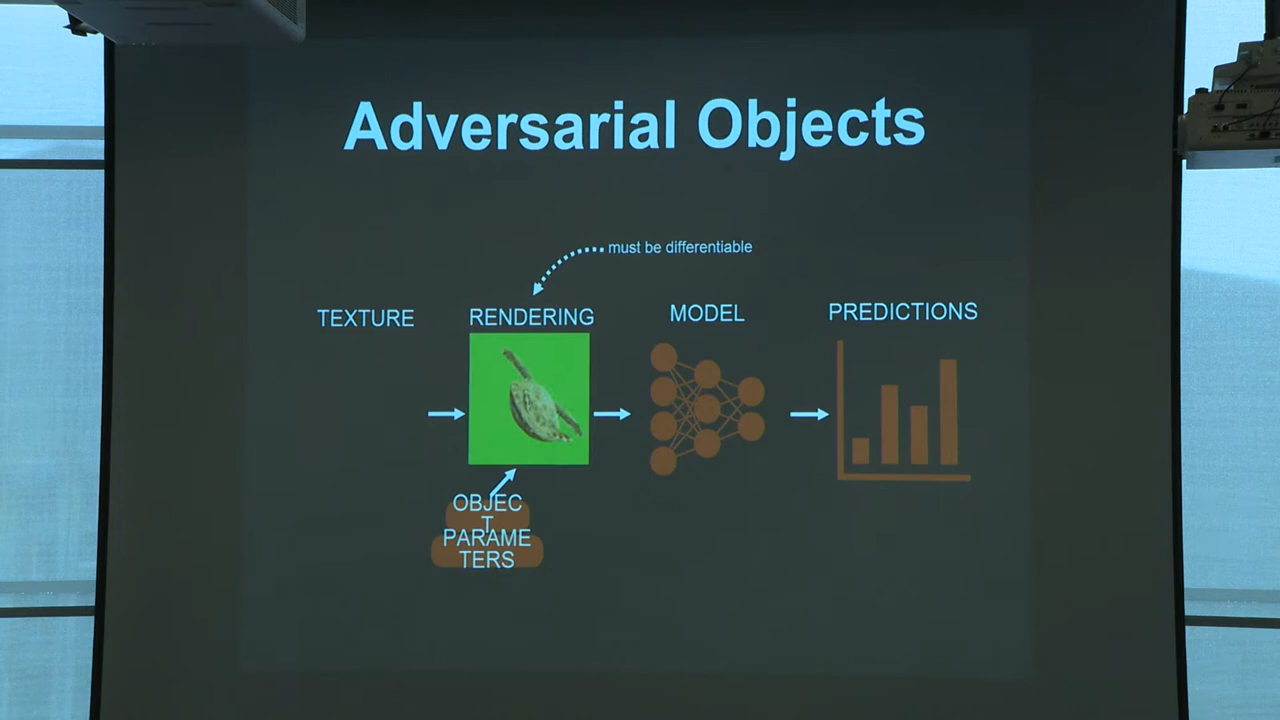 Adversarial Objects
must be differentiable
TEXTURE
RENDERING
MODEL
PREDICTIONS
OBJEC
T
PARAME
TERS